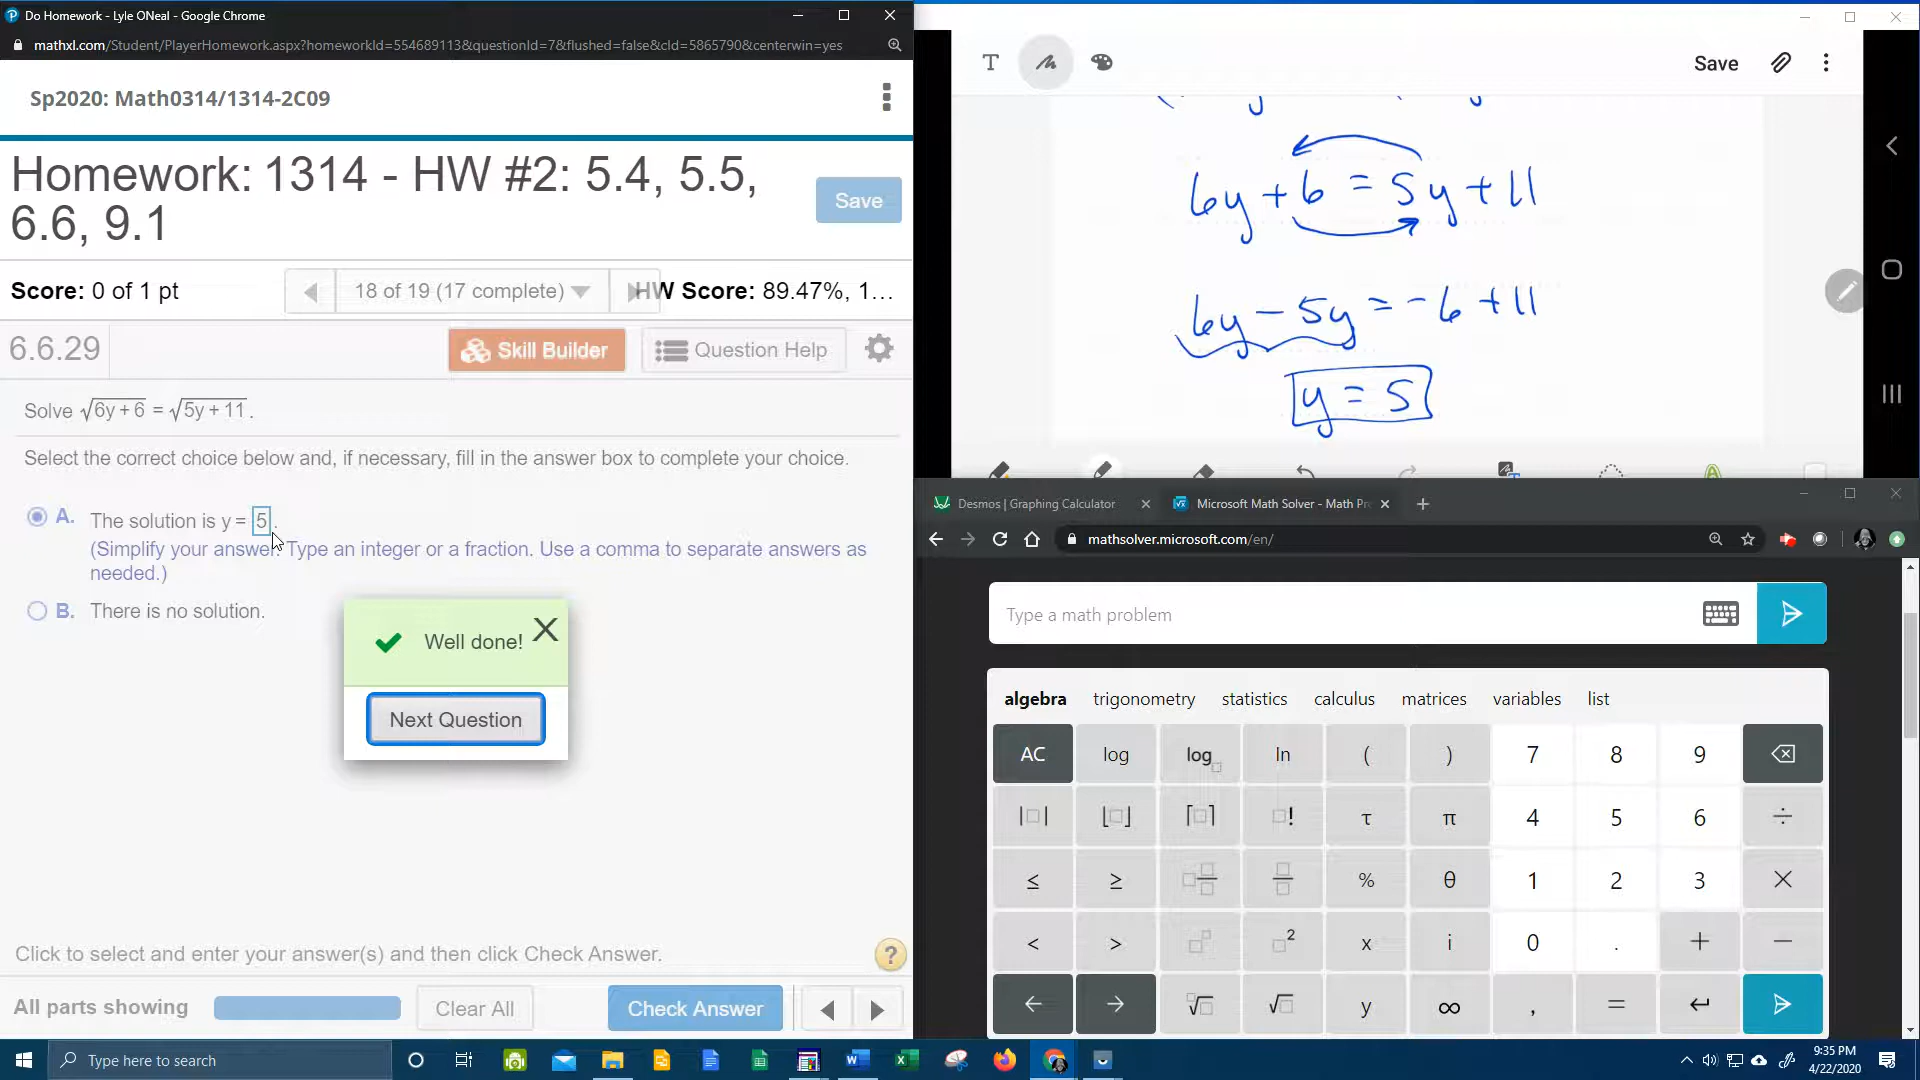 Do Homework - Lyle ONeal - Google Chrome
mathxl.com/Student/PlayerHomework.aspx?homeworkId=554689113&questionId=7&flushed=false&cId=5865790&centerwin=yes
Sp2020: Math0314/1314-2C09
Homework: 1314 - HW #2: 5.4, 5.5,
6.6, 9.1
Save
Score: 0 of 1 pt
18 of 19 (17 complete)
HW Score: 89.47%, 1...
6.6.29
Skill Builder
Question Help
Solve √6y + 6 = √5y + 11.
Select the correct choice below and, if necessary, fill in the answer box to complete your choice.
A. The solution is y = 5.
(Simplify your answer. Type an integer or a fraction. Use a comma to separate answers as
needed.)
B. There is no solution.
Well done!
Next Question
Click to select and enter your answer(s) and then click Check Answer.
?
All parts showing
Clear All
Check Answer
T
Save
6y + 6 = 5y + 11
6y - 5y = -6 + 11
y = 5
Desmos | Graphing Calculator
Microsoft Math Solver - Math Pr
mathsolver.microsoft.com/en/
Type a math problem
algebra trigonometry statistics calculus matrices variables list
AC log log□ ln ( ) 7 8 9
|□| ⌊□⌋ ⌈□⌉ □! τ π 4 5 6 ÷
≤ ≥ □□/□ □/□ % θ 1 2 3 ×
< > □□ □2 x i 0 . + −
← → □√□ √□ y ∞ , = ↵
Type here to search
9:35 PM
4/22/2020